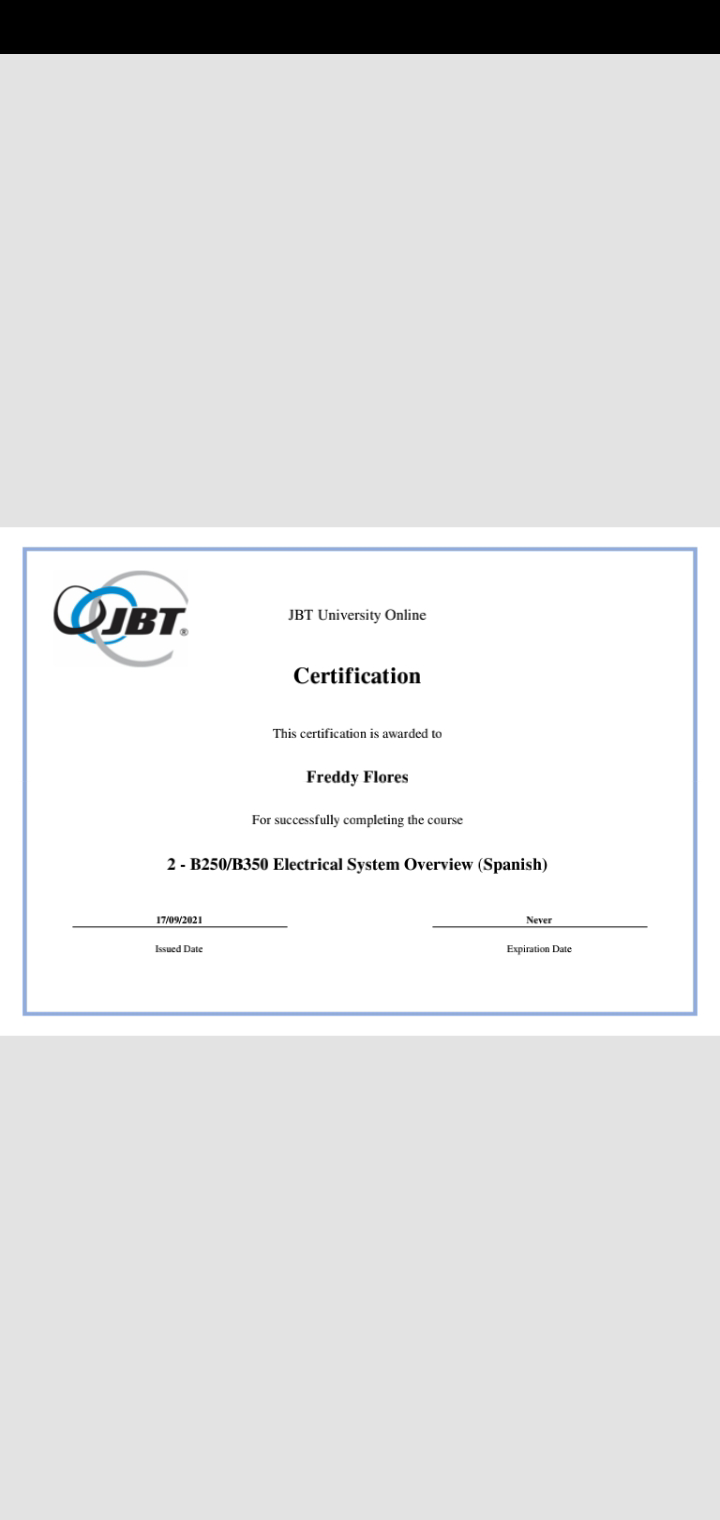 JBT®
JBT University Online
Certification
This certification is awarded to
Freddy Flores
For successfully completing the course
2 - B250/B350 Electrical System Overview (Spanish)
17/09/2021 Never
Issued Date Expiration Date